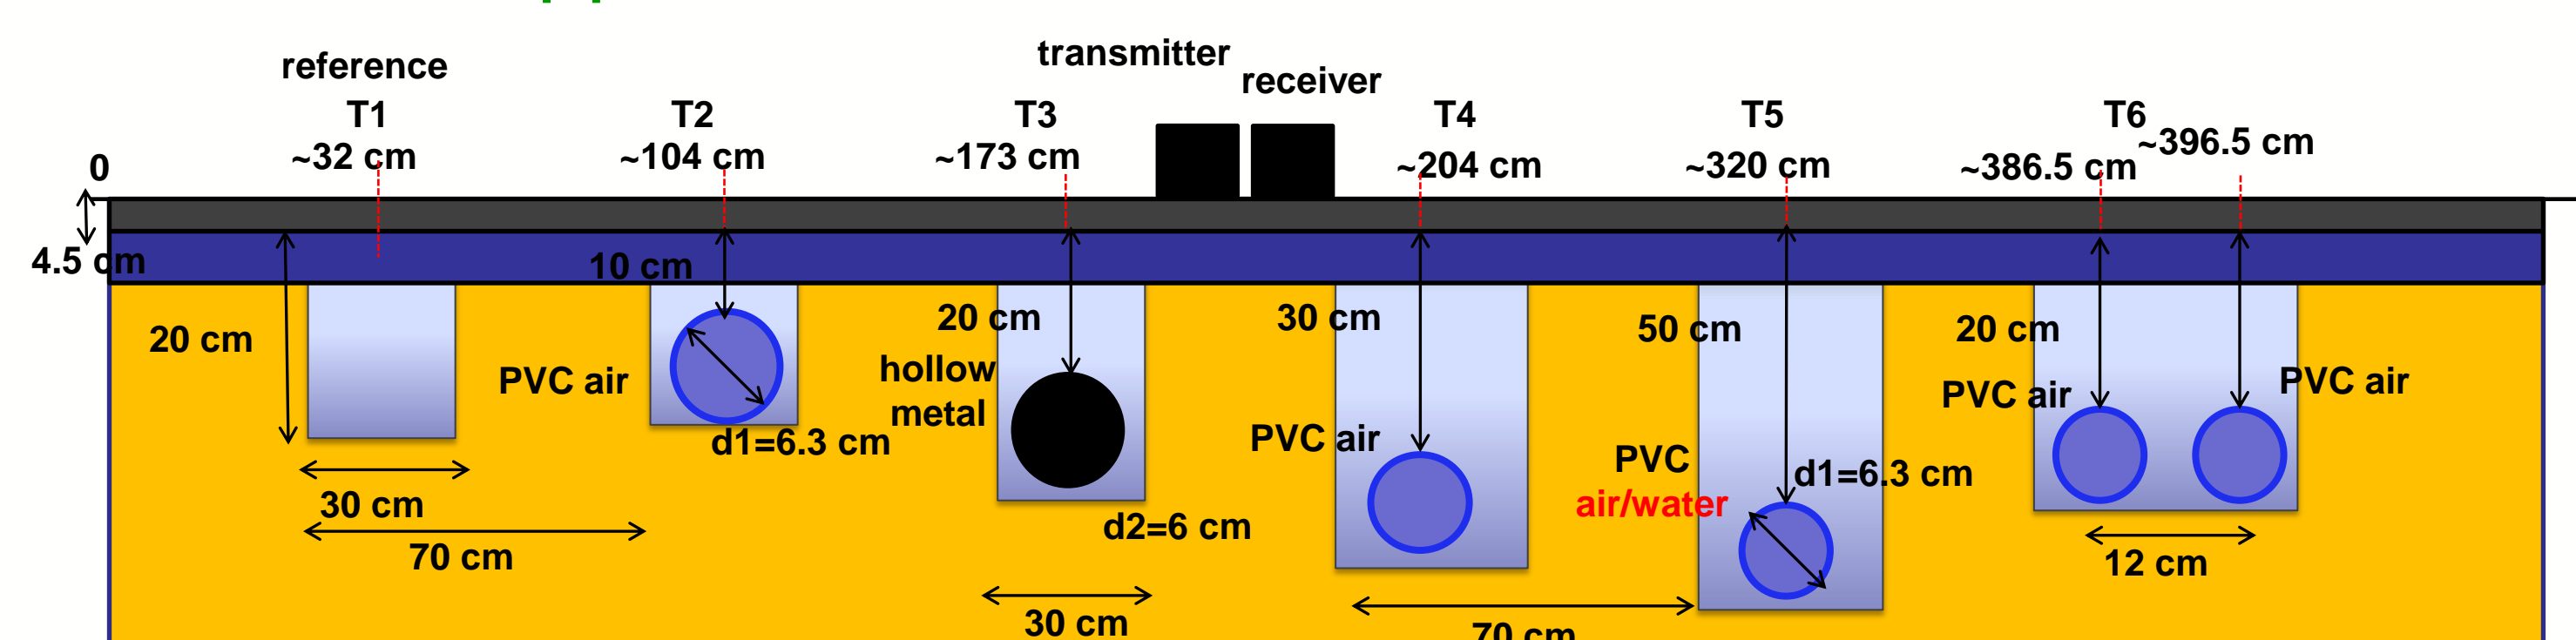 transmitter
reference
receiver
T1
T2
T3
T4
T5
T6
~396.5 cm
0
~32 cm
~104 cm
~173 cm
~204 cm
~320 cm
~386.5 cm
4.5 cm
10 cm
20 cm
20 cm
30 cm
50 cm
20 cm
PVC air
hollow
metal
PVC air
PVC air
d1=6.3 cm
PVC air
PVC
air/water
d1=6.3 cm
30 cm
d2=6 cm
70 cm
12 cm
30 cm
70 cm